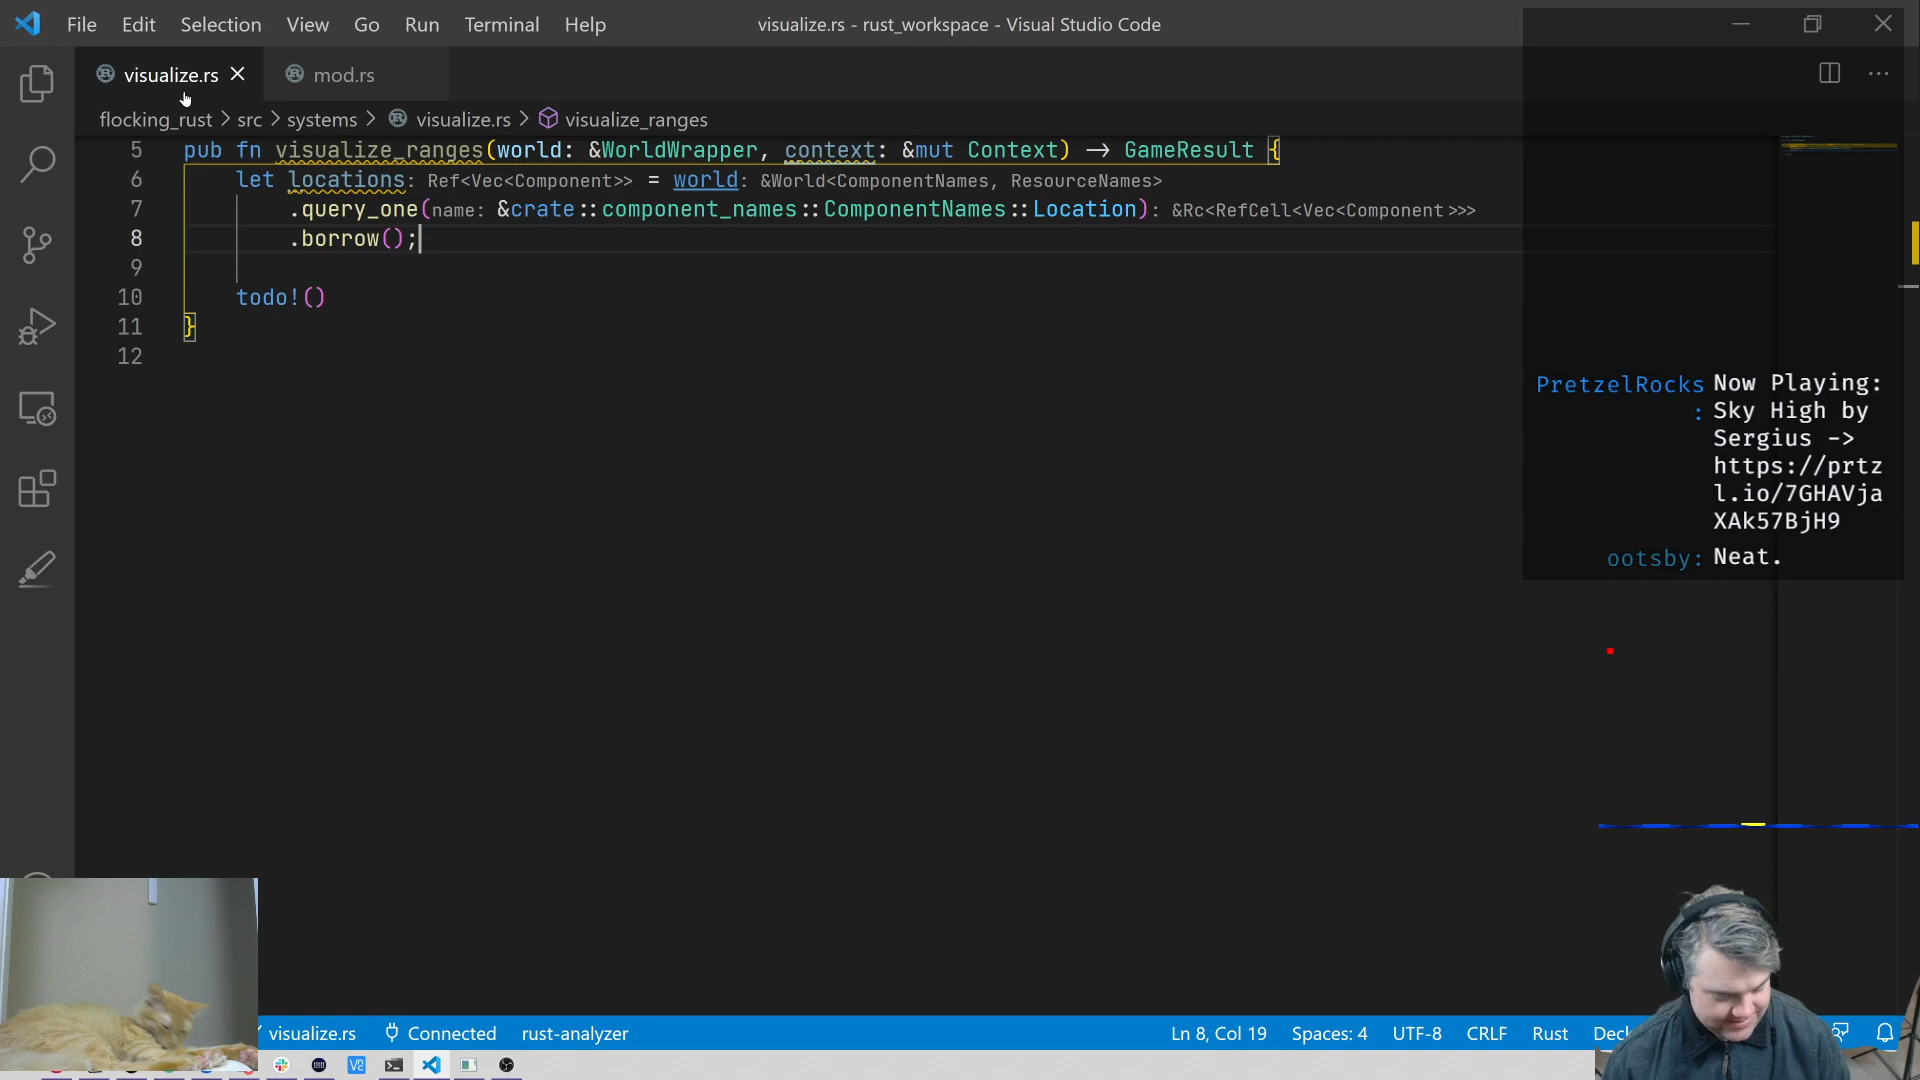 File Edit Selection View Go Run Terminal Help
visualize.rs - rust_workspace - Visual Studio Code
visualize.rs
mod.rs
flocking_rust > src > systems > visualize.rs > visualize_ranges
5 pub fn visualize_ranges(world: &WorldWrapper, context: &mut Context) -> GameResult {
6 let locations: Ref<Vec<Component>> = world: &World<ComponentNames, ResourceNames>
7 .query_one(name: &crate::component_names::ComponentNames::Location): &Rc<RefCell<Vec<Component>>>
8 .borrow();
9
10 todo!()
11 }
12
PretzelRocks: Now Playing:
Sky High by
Sergius ->
https://prtz
l.io/7GHAVja
XAk57BjH9
ootsby: Neat.
visualize.rs Connected rust-analyzer
Ln 8, Col 19 Spaces: 4 UTF-8 CRLF Rust